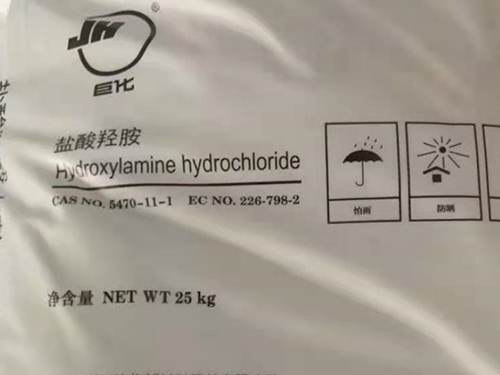 JH®
巨化
盐酸羟胺
Hydroxylamine hydrochloride
CAS NO. 5470-11-1 EC NO. 226-798-2
怕雨
防晒
净含量 NET WT 25 kg